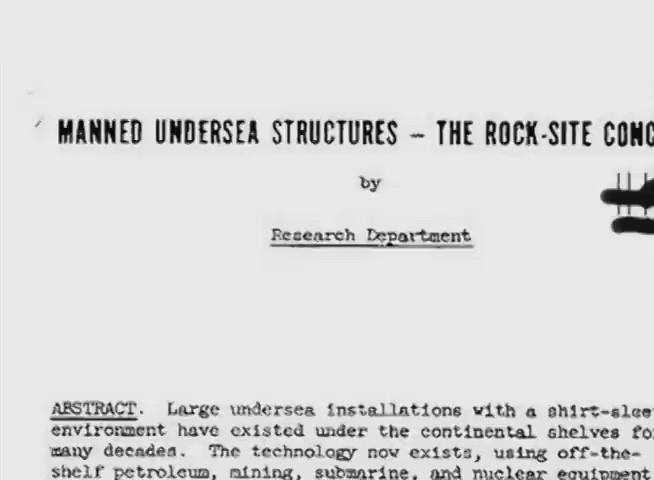 MANNED UNDERSEA STRUCTURES – THE ROCK-SITE CONC
by
Research Department
ABSTRACT. Large undersea installations with a shirt-slee
environment have existed under the continental shelves fo
many decades. The technology now exists, using off-the-
shelf petroleum, mining, submarine, and nuclear equipment